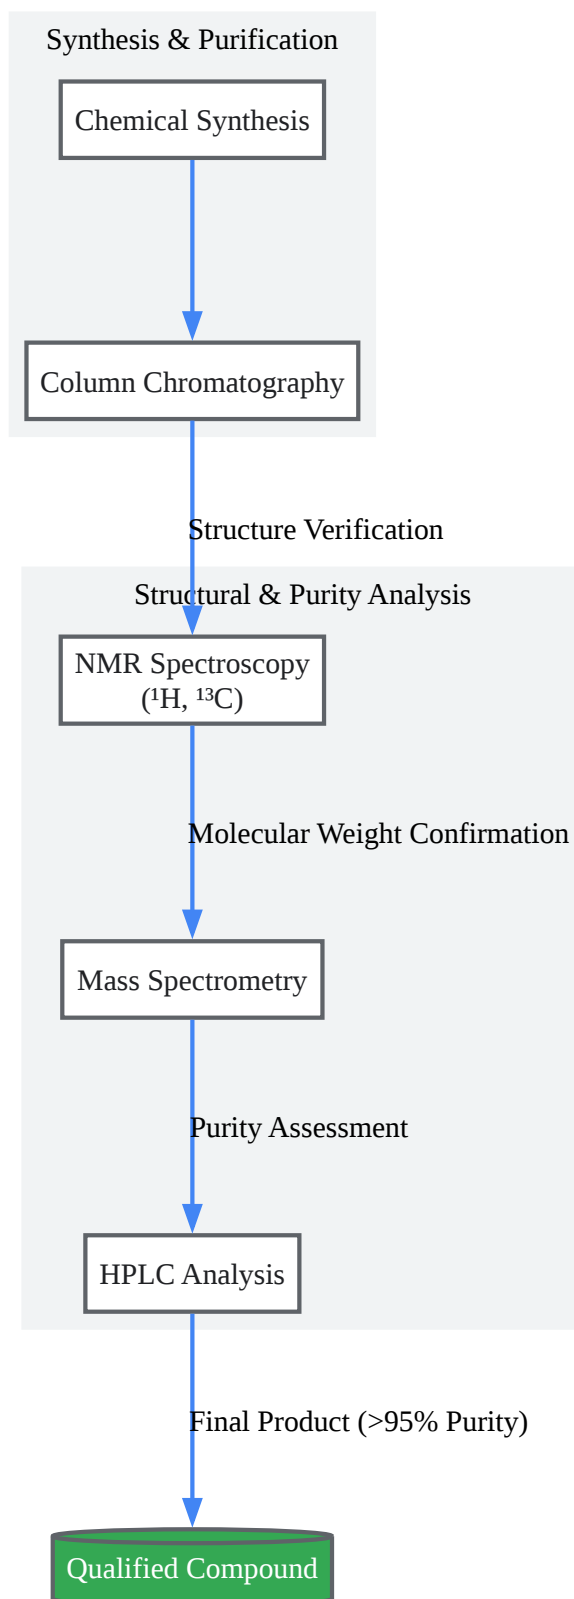 Synthesis & Purification
Chemical Synthesis
Column Chromatography
Structure Verification
Structural & Purity Analysis
NMR Spectroscopy
(¹H, ¹³C)
Molecular Weight Confirmation
Mass Spectrometry
Purity Assessment
HPLC Analysis
Final Product (>95% Purity)
Qualified Compound